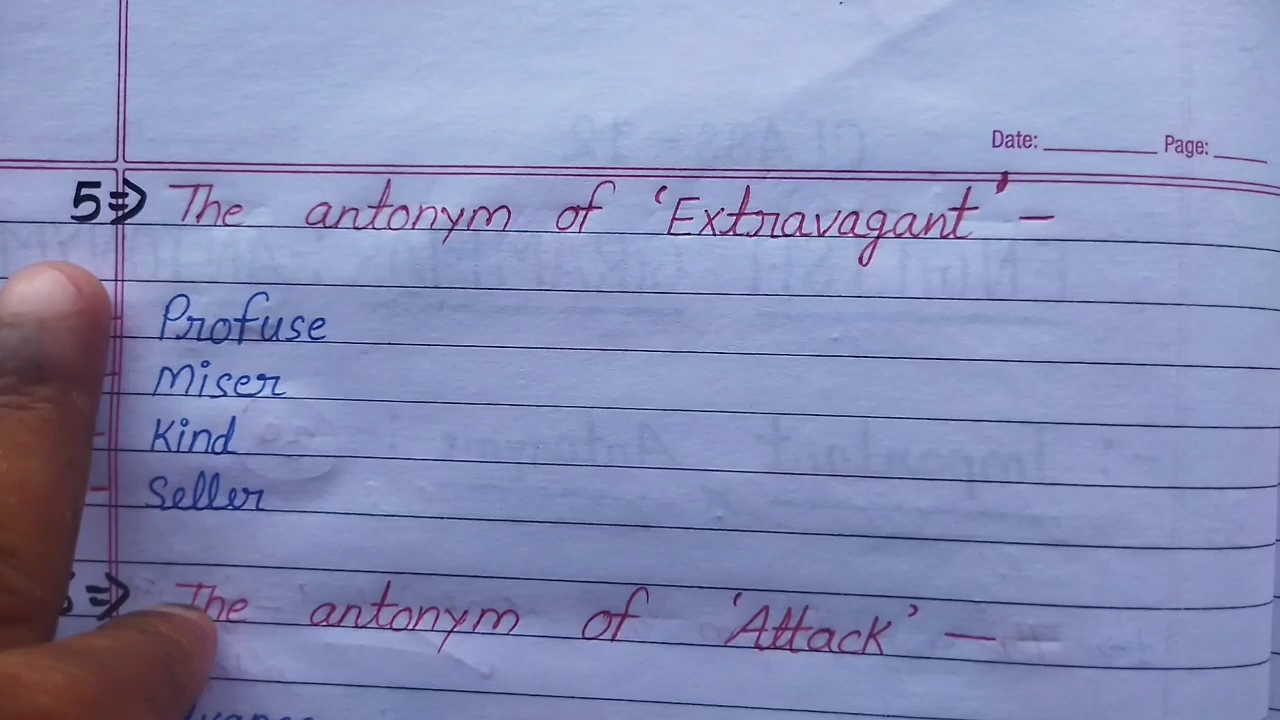 Date: Page:
5⇒ The antonym of 'Extravagant' –
Profuse
Miser
Kind
Seller
⇒ The antonym of 'Attack' –